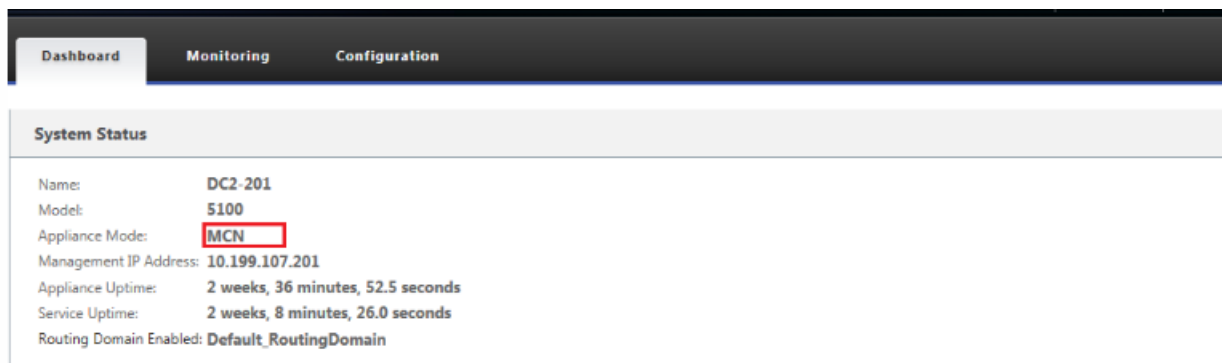 Dashboard Monitoring Configuration
System Status
Name: DC2-201
Model: 5100
Appliance Mode: MCN
Management IP Address: 10.199.107.201
Appliance Uptime: 2 weeks, 36 minutes, 52.5 seconds
Service Uptime: 2 weeks, 8 minutes, 26.0 seconds
Routing Domain Enabled: Default_RoutingDomain